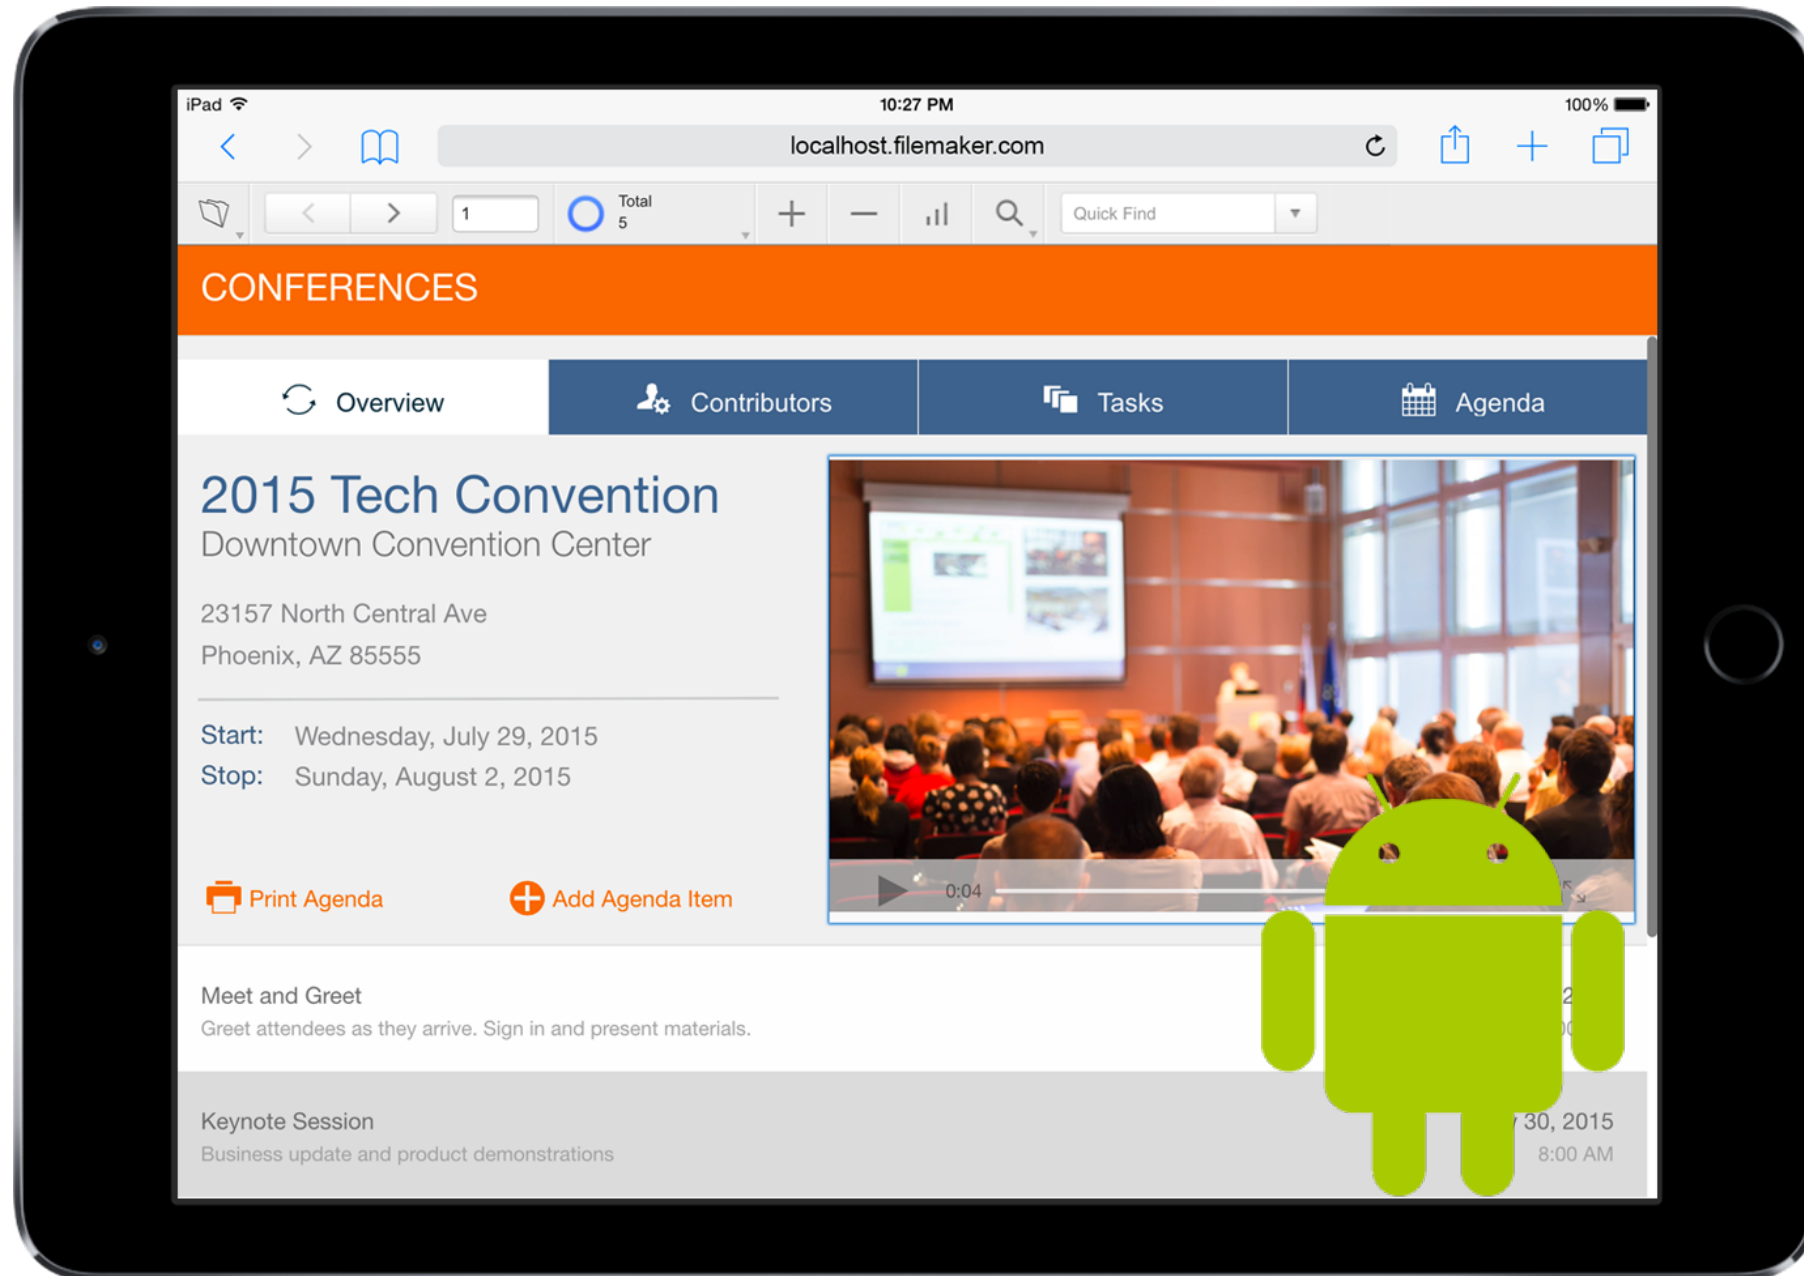 iPad
10:27 PM
100%
localhost.filemaker.com
1
Total
5
Quick Find
CONFERENCES
Overview
Contributors
Tasks
Agenda
2015 Tech Convention
Downtown Convention Center
23157 North Central Ave
Phoenix, AZ 85555
Start: Wednesday, July 29, 2015
Stop: Sunday, August 2, 2015
Print Agenda
Add Agenda Item
0:04
Meet and Greet
Greet attendees as they arrive. Sign in and present materials.
Keynote Session
30, 2015
Business update and product demonstrations
8:00 AM